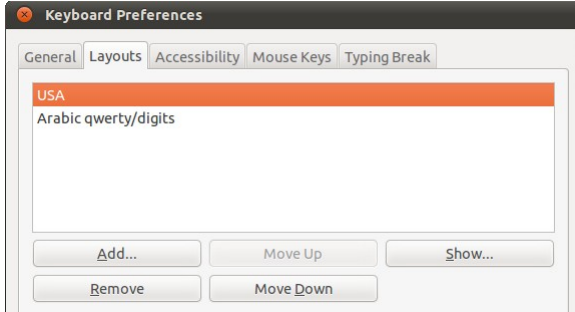 Keyboard Preferences
General Layouts Accessibility Mouse Keys Typing Break
USA
Arabic qwerty/digits
Add... Move Up Show...
Remove Move Down